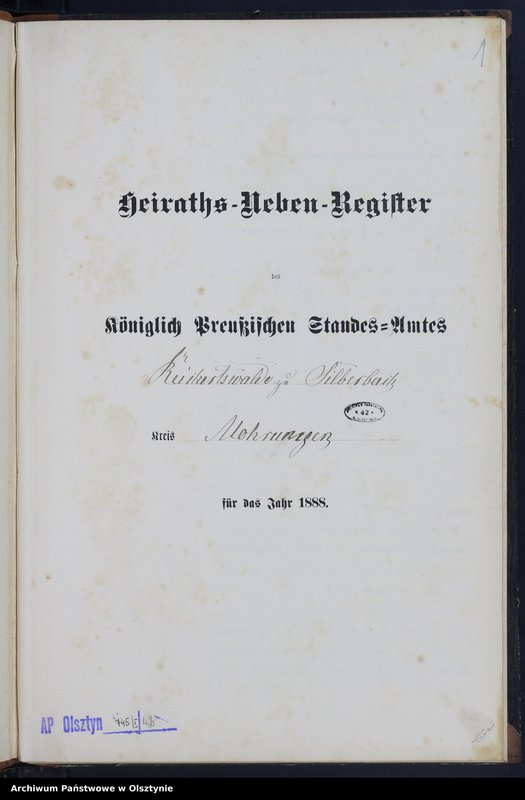 1
Heiraths-Neben-Register
des
Königlich Preußischen Standes-Amtes
Reichertswalde zu Silberbach
Kreis Mohrungen
42
für das Jahr 1888.
AP Olsztyn
Archiwum Państwowe w Olsztynie